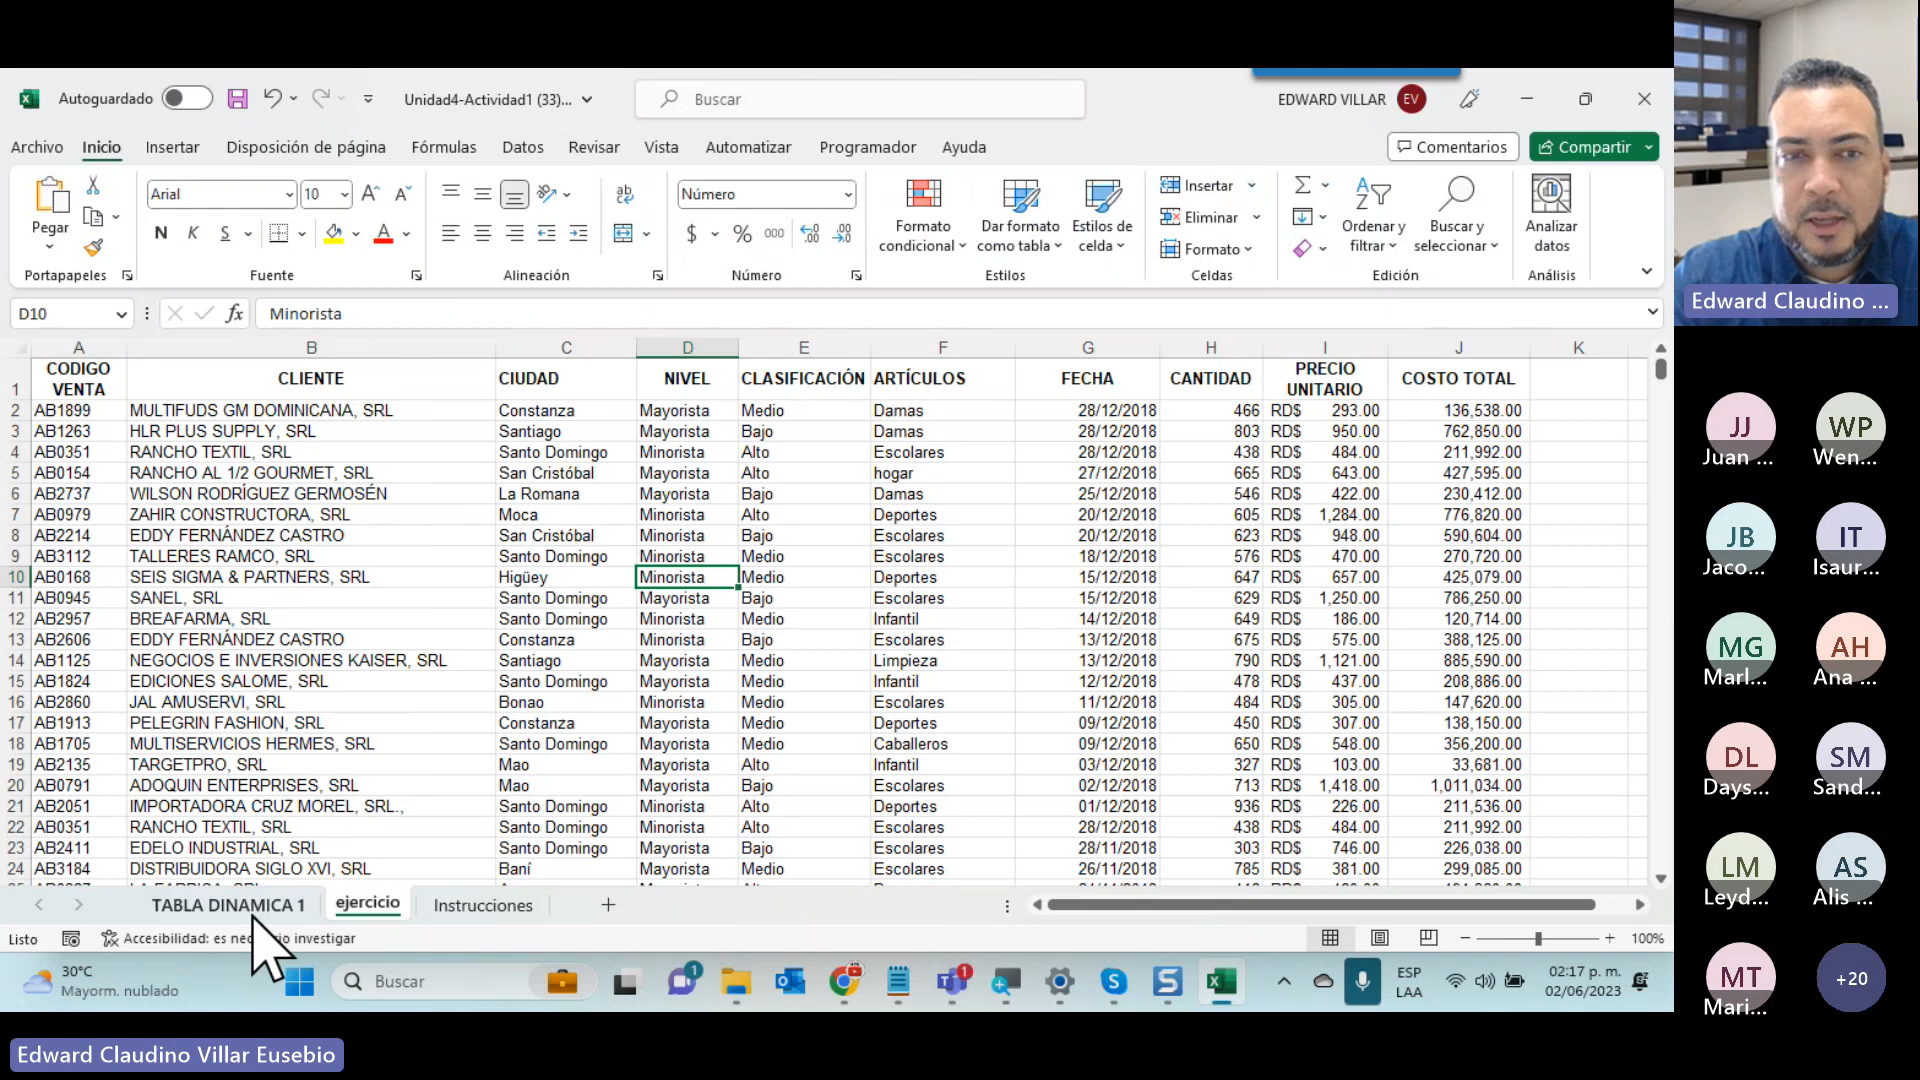 Autoguardado
Unidad4-Actividad1 (33)...
Buscar
EDWARD VILLAR EV
Archivo Inicio Insertar Disposición de página Fórmulas Datos Revisar Vista Automatizar Programador Ayuda
Comentarios Compartir
Pegar
Portapapeles
Arial 10
N K S
Fuente
Alineación
Número
$ % 000
Número
Formato condicional
Dar formato como tabla
Estilos de celda
Estilos
Insertar
Eliminar
Formato
Celdas
Ordenar y filtrar
Buscar y seleccionar
Edición
Analizar datos
Análisis
D10 fx Minorista
A B C D E F G H I J K
1 CODIGO VENTA CLIENTE CIUDAD NIVEL CLASIFICACIÓN ARTÍCULOS FECHA CANTIDAD PRECIO UNITARIO COSTO TOTAL
2 AB1899 MULTIFUDS GM DOMINICANA, SRL Constanza Mayorista Medio Damas 28/12/2018 466 RD$ 293.00 136,538.00
3 AB1263 HLR PLUS SUPPLY, SRL Santiago Mayorista Bajo Damas 28/12/2018 803 RD$ 950.00 762,850.00
4 AB0351 RANCHO TEXTIL, SRL Santo Domingo Minorista Alto Escolares 28/12/2018 438 RD$ 484.00 211,992.00
5 AB0154 RANCHO AL 1/2 GOURMET, SRL San Cristóbal Mayorista Alto hogar 27/12/2018 665 RD$ 643.00 427,595.00
6 AB2737 WILSON RODRÍGUEZ GERMOSÉN La Romana Mayorista Bajo Damas 25/12/2018 546 RD$ 422.00 230,412.00
7 AB0979 ZAHIR CONSTRUCTORA, SRL Moca Minorista Alto Deportes 20/12/2018 605 RD$ 1,284.00 776,820.00
8 AB2214 EDDY FERNÁNDEZ CASTRO San Cristóbal Minorista Bajo Escolares 20/12/2018 623 RD$ 948.00 590,604.00
9 AB3112 TALLERES RAMCO, SRL Santo Domingo Minorista Medio Escolares 18/12/2018 576 RD$ 470.00 270,720.00
10 AB0168 SEIS SIGMA & PARTNERS, SRL Higüey Minorista Medio Deportes 15/12/2018 647 RD$ 657.00 425,079.00
11 AB0945 SANEL, SRL Santo Domingo Mayorista Bajo Escolares 15/12/2018 629 RD$ 1,250.00 786,250.00
12 AB2957 BREAFARMA, SRL Santo Domingo Minorista Medio Infantil 14/12/2018 649 RD$ 186.00 120,714.00
13 AB2606 EDDY FERNÁNDEZ CASTRO Constanza Minorista Bajo Escolares 13/12/2018 675 RD$ 575.00 388,125.00
14 AB1125 NEGOCIOS E INVERSIONES KAISER, SRL Santiago Mayorista Medio Limpieza 13/12/2018 790 RD$ 1,121.00 885,590.00
15 AB1824 EDICIONES SALOME, SRL Santo Domingo Mayorista Medio Infantil 12/12/2018 478 RD$ 437.00 208,886.00
16 AB2860 JAL AMUSERVI, SRL Bonao Minorista Medio Escolares 11/12/2018 484 RD$ 305.00 147,620.00
17 AB1913 PELEGRIN FASHION, SRL Constanza Mayorista Medio Deportes 09/12/2018 450 RD$ 307.00 138,150.00
18 AB1705 MULTISERVICIOS HERMES, SRL Santo Domingo Mayorista Medio Caballeros 09/12/2018 650 RD$ 548.00 356,200.00
19 AB2135 TARGETPRO, SRL Mao Mayorista Alto Infantil 03/12/2018 327 RD$ 103.00 33,681.00
20 AB0791 ADOQUIN ENTERPRISES, SRL Mao Mayorista Bajo Escolares 02/12/2018 713 RD$ 1,418.00 1,011,034.00
21 AB2051 IMPORTADORA CRUZ MOREL, SRL., Santo Domingo Minorista Alto Deportes 01/12/2018 936 RD$ 226.00 211,536.00
22 AB0351 RANCHO TEXTIL, SRL Santo Domingo Minorista Alto Escolares 28/12/2018 438 RD$ 484.00 211,992.00
23 AB2411 EDELO INDUSTRIAL, SRL Santo Domingo Mayorista Bajo Escolares 28/11/2018 303 RD$ 746.00 226,038.00
24 AB3184 DISTRIBUIDORA SIGLO XVI, SRL Baní Mayorista Medio Escolares 26/11/2018 785 RD$ 381.00 299,085.00
TABLA DINAMICA 1 ejercicio Instrucciones
Listo Accesibilidad: es investigar 100%
30°C
Mayorm. nublado
Buscar
1
1
ESP
LAA
02:17 p. m.
02/06/2023
Edward Claudino Villar Eusebio
Edward Claudino ...
JJ WP
Juan ... Wen...
JB IT
Jaco... Isaur...
MG AH
Marl... Ana ...
DL SM
Days... Sand...
LM AS
Leyd... Alis ...
MT +20
Mari...